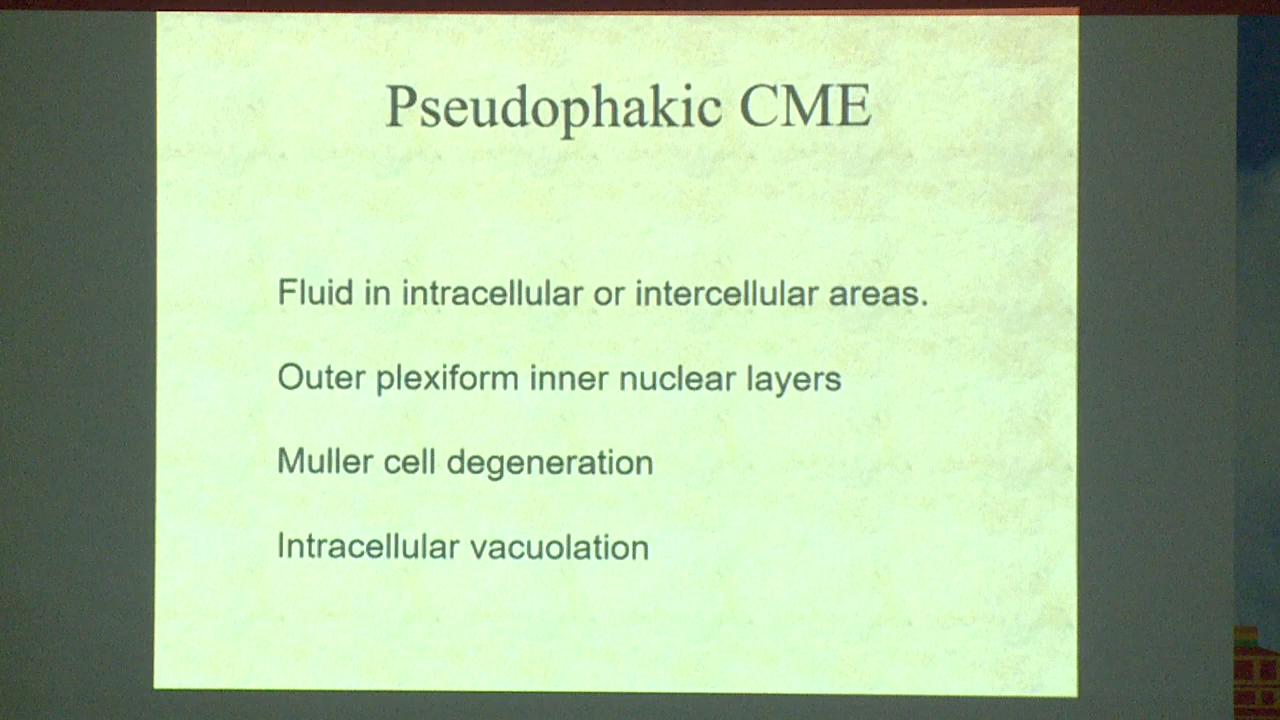 Pseudophakic CME
Fluid in intracellular or intercellular areas.
Outer plexiform inner nuclear layers
Muller cell degeneration
Intracellular vacuolation